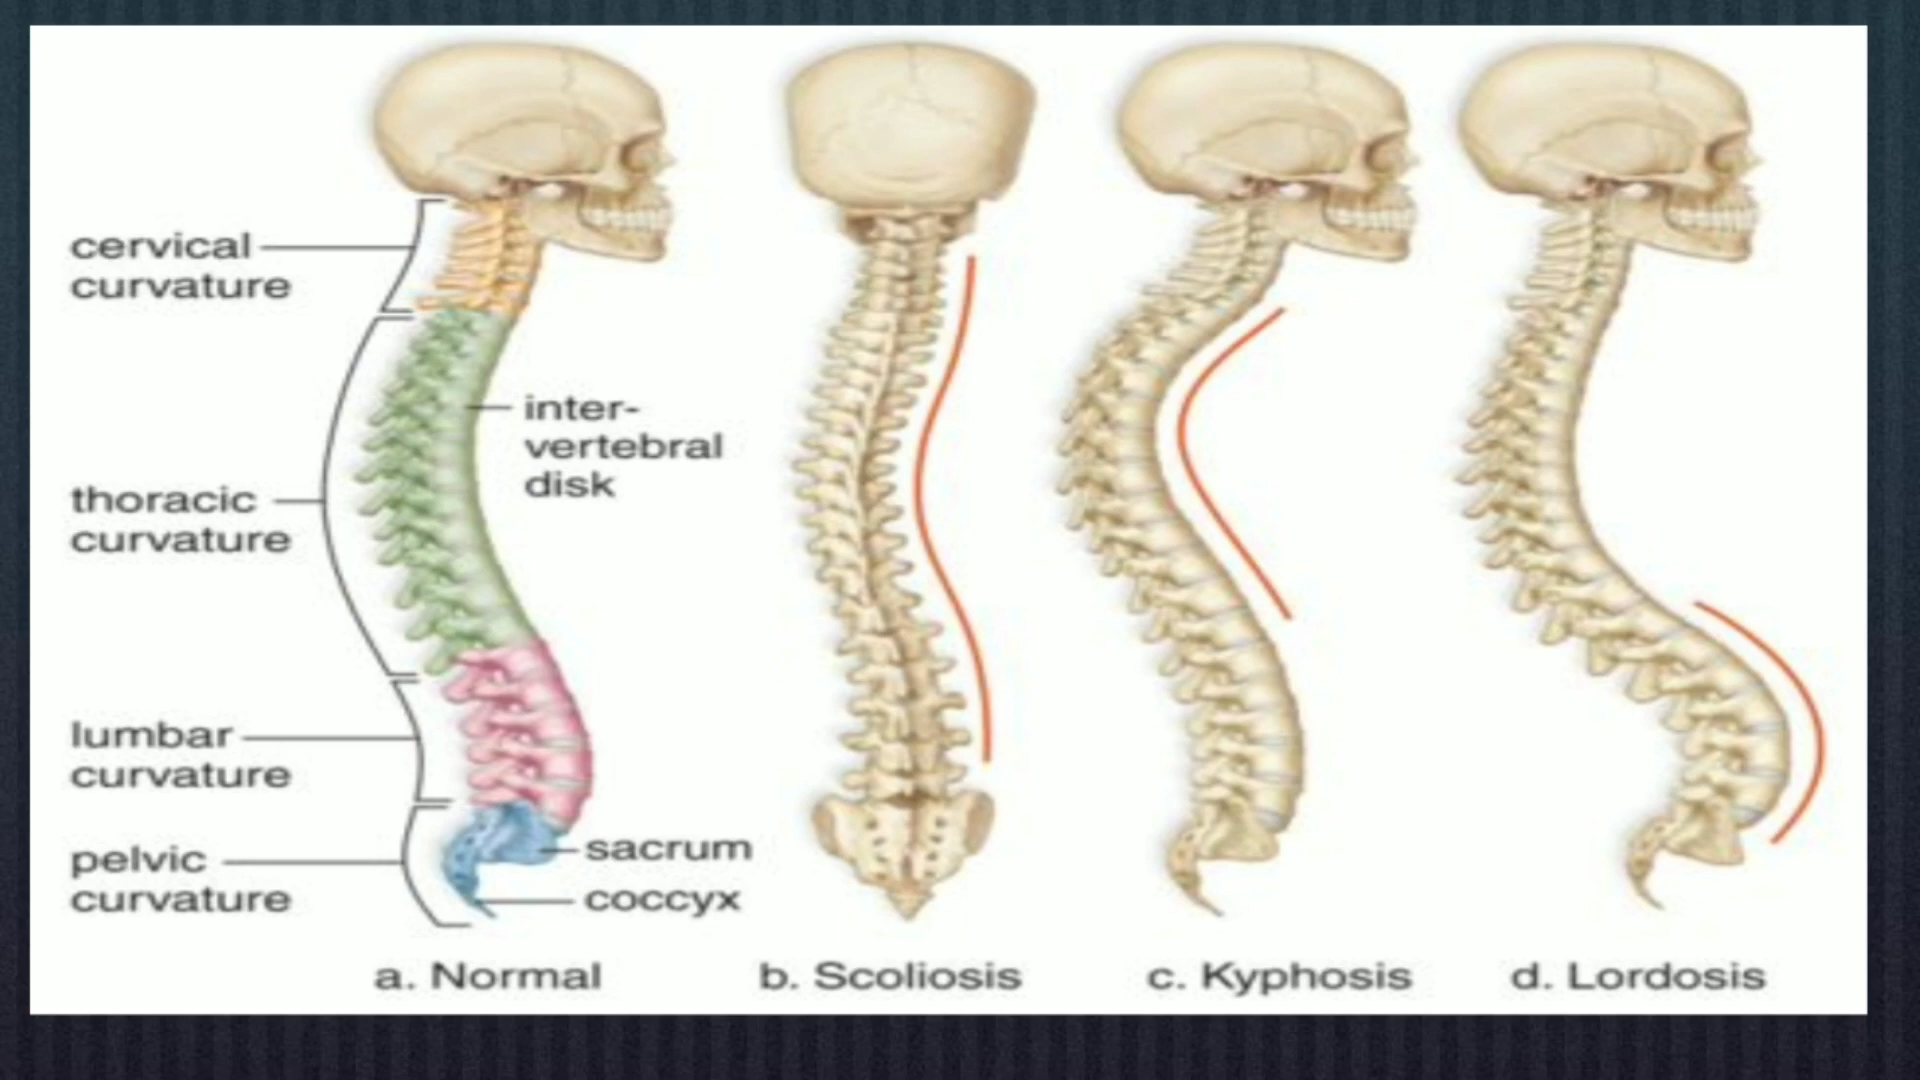 cervical
curvature
inter-
vertebral
disk
thoracic
curvature
lumbar
curvature
pelvic
curvature
sacrum
coccyx
a. Normal
b. Scoliosis
c. Kyphosis
d. Lordosis